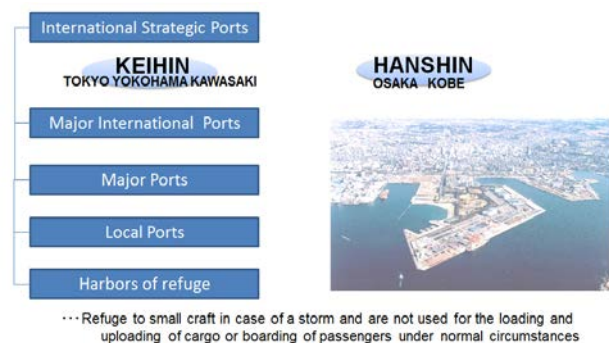 International Strategic Ports
KEIHIN
TOKYO YOKOHAMA KAWASAKI
HANSHIN
OSAKA KOBE
Major International Ports
Major Ports
Local Ports
Harbors of refuge
･･･Refuge to small craft in case of a storm and are not used for the loading and
uploading of cargo or boarding of passengers under normal circumstances